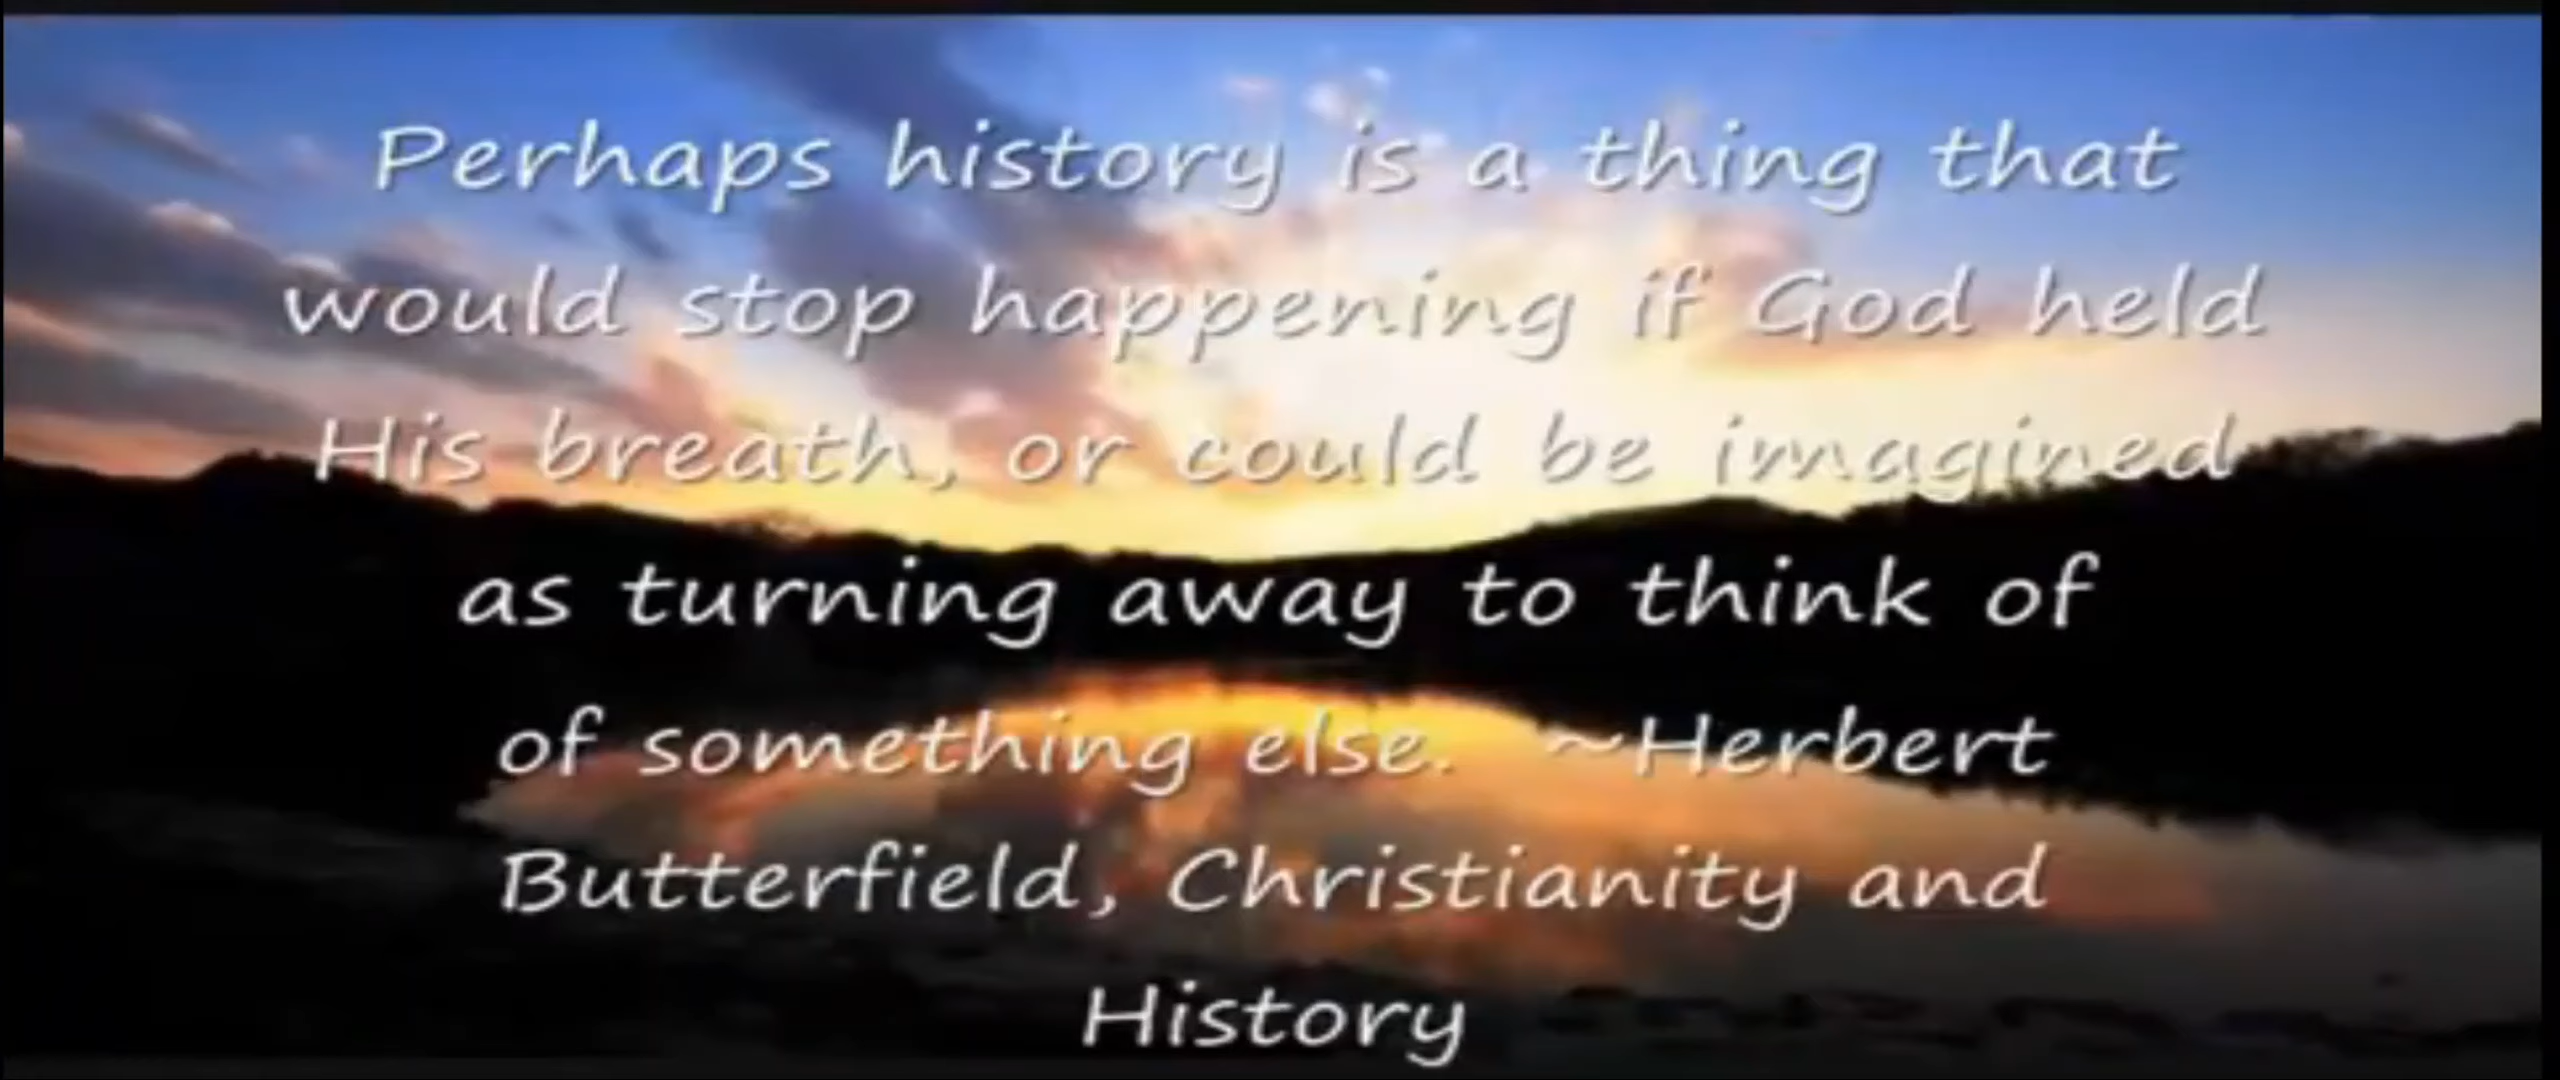 Perhaps history is a thing that
would stop happening if God held
His breath, or could be imagined
as turning away to think of
of something else. ~Herbert
Butterfield, Christianity and
History